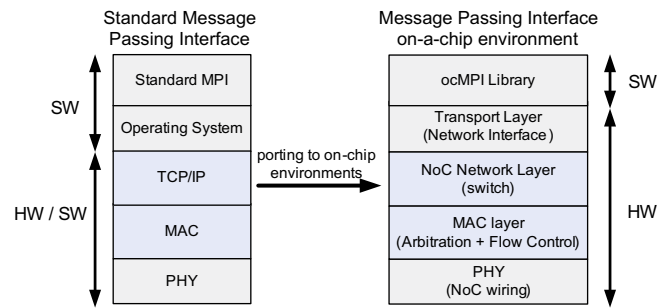 Standard Message
Passing Interface
Message Passing Interface
on-a-chip environment
SW
HW / SW
Standard MPI
Operating System
TCP/IP
MAC
PHY
porting to on-chip
environments
ocMPI Library
Transport Layer
(Network Interface)
NoC Network Layer
(switch)
MAC layer
(Arbitration + Flow Control)
PHY
(NoC wiring)
SW
HW